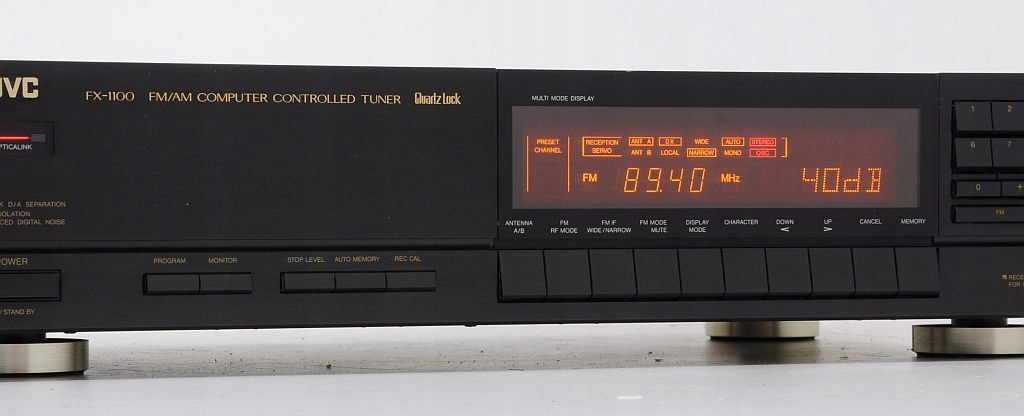 JVC
FX-1100 FM/AM COMPUTER CONTROLLED TUNER Quartz Lock
MULTI MODE DISPLAY
PRESET CHANNEL
RECEPTION SERVO
ANT A DX WIDE AUTO STEREO
ANT B LOCAL NARROW MONO OSC
FM 89.40 MHz 40dB
OPTICALINK
K D/A SEPARATION
ISOLATION
CED DIGITAL NOISE
ANTENNA A/B
FM RF MODE
FM IF WIDE/NARROW
FM MODE MUTE
DISPLAY MODE
CHARACTER
DOWN <
UP >
CANCEL
MEMORY
POWER
/STAND BY
PROGRAM MONITOR
STOP LEVEL AUTO MEMORY REC CAL
1 2
6 7
0 +
FM
RECE
FOR